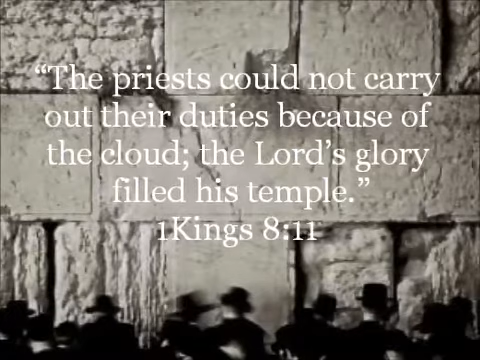 “The priests could not carry
out their duties because of
the cloud; the Lord’s glory
filled his temple.”
1Kings 8:11